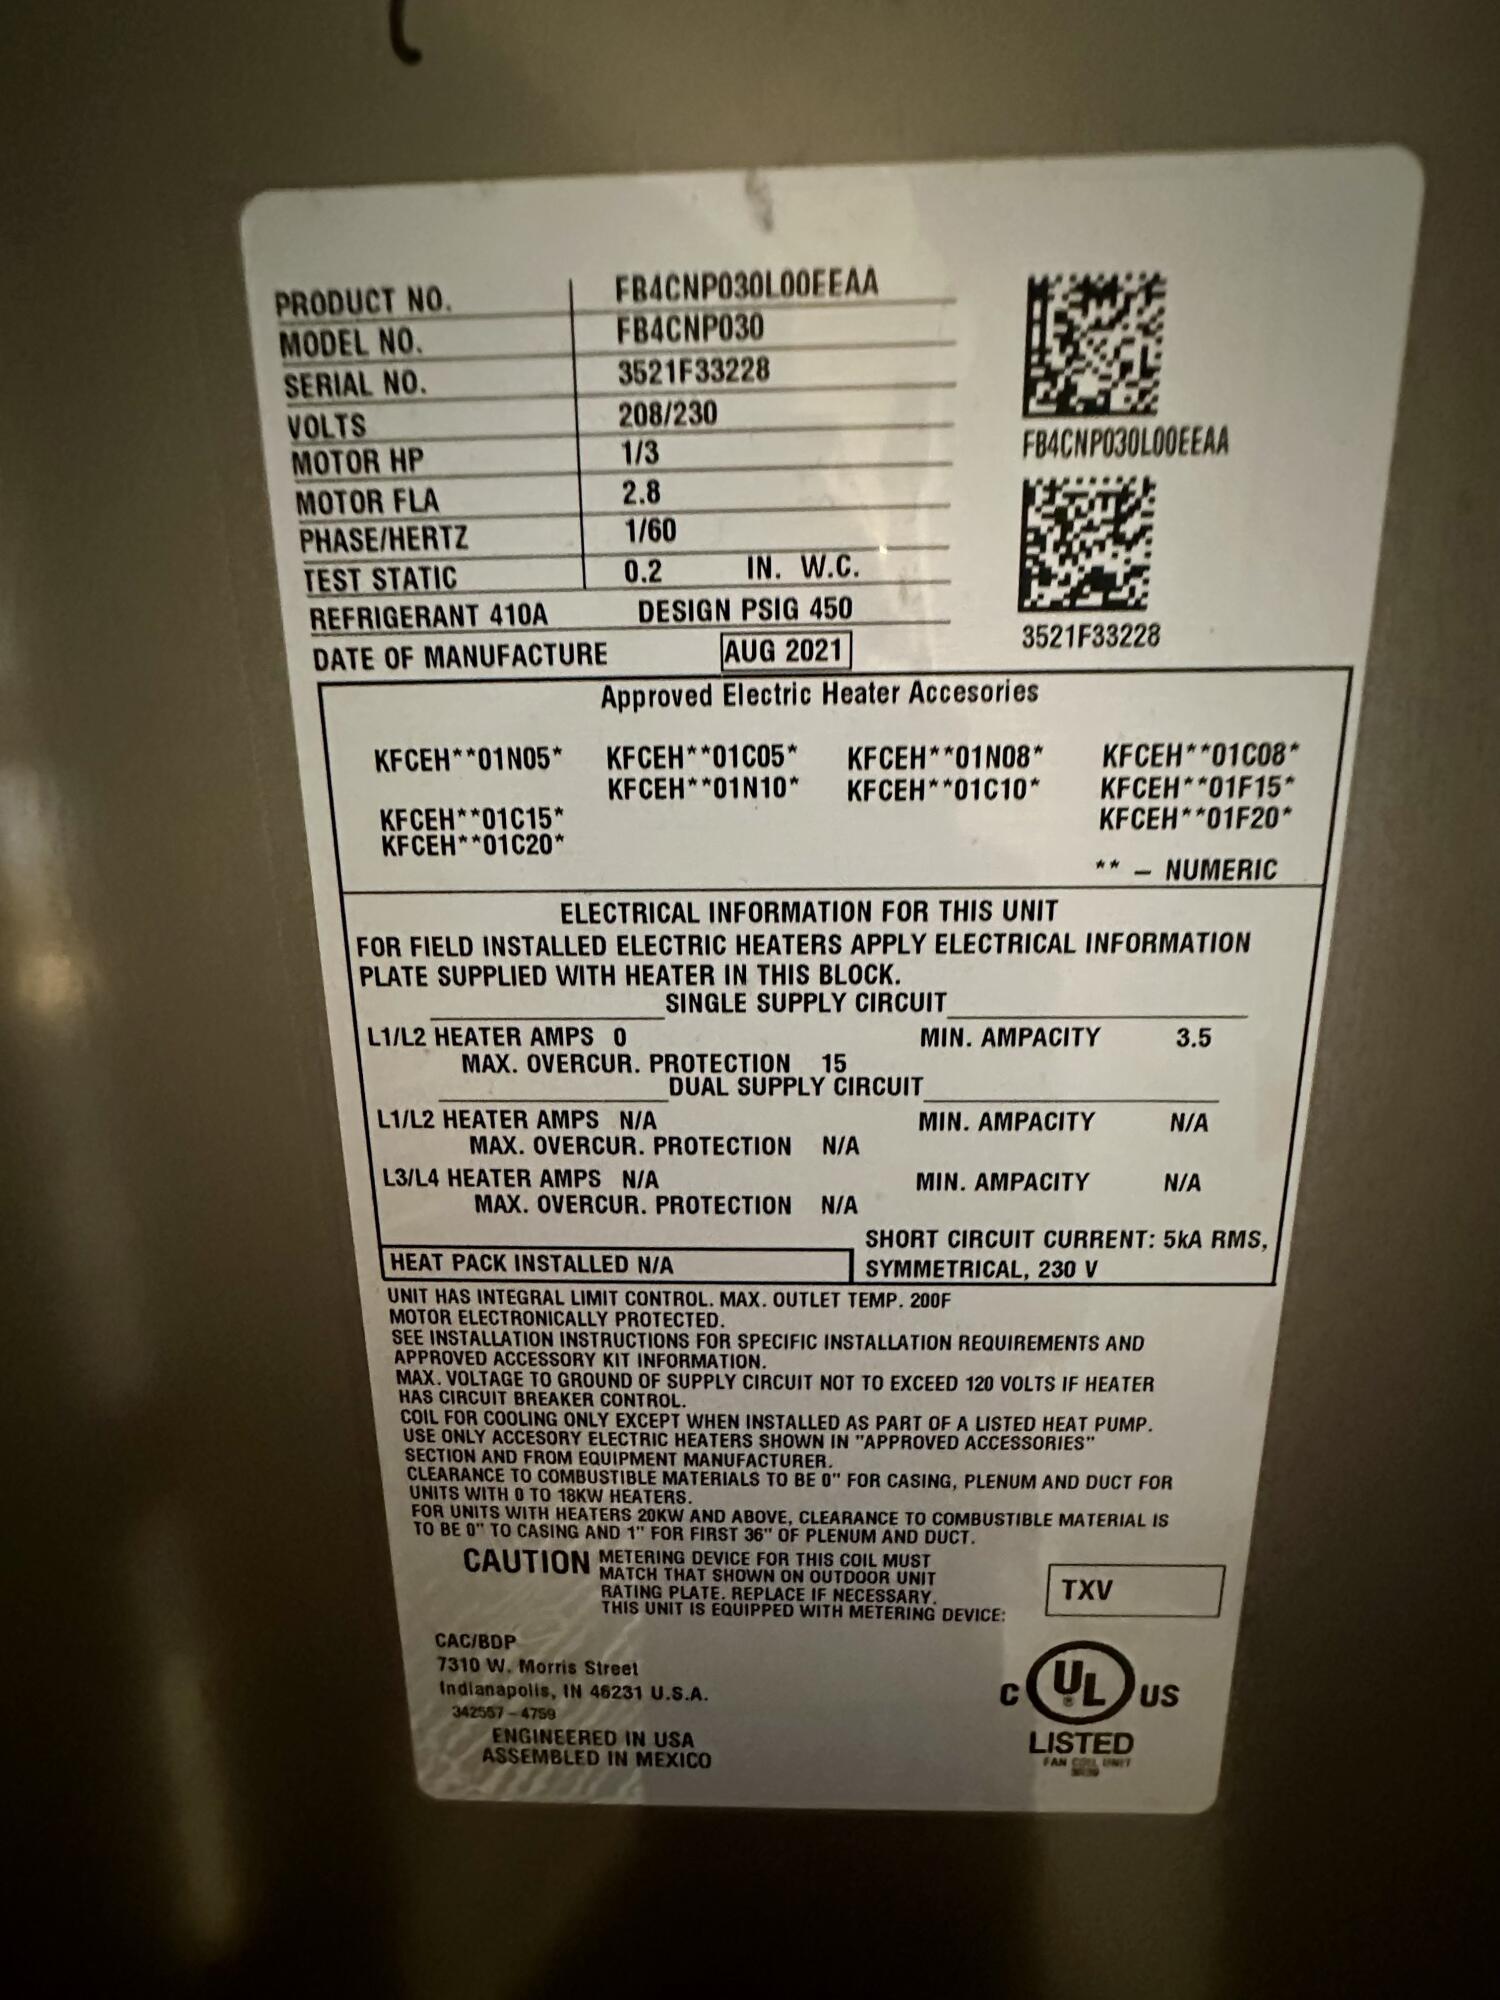 PRODUCT NO. FB4CNP030L00EEAA
MODEL NO. FB4CNP030
SERIAL NO. 3521F33228
VOLTS 208/230
MOTOR HP 1/3
MOTOR FLA 2.8
PHASE/HERTZ 1/60
TEST STATIC 0.2 IN. W.C.
REFRIGERANT 410A DESIGN PSIG 450
DATE OF MANUFACTURE AUG 2021
FB4CNP030L00EEAA
3521F33228
Approved Electric Heater Accesories
KFCEH**01N05* KFCEH**01C05* KFCEH**01N08* KFCEH**01C08*
KFCEH**01N10* KFCEH**01C10* KFCEH**01F15*
KFCEH**01C15* KFCEH**01F20*
KFCEH**01C20*
** – NUMERIC
ELECTRICAL INFORMATION FOR THIS UNIT
FOR FIELD INSTALLED ELECTRIC HEATERS APPLY ELECTRICAL INFORMATION
PLATE SUPPLIED WITH HEATER IN THIS BLOCK.
SINGLE SUPPLY CIRCUIT
L1/L2 HEATER AMPS 0 MIN. AMPACITY 3.5
MAX. OVERCUR. PROTECTION 15
DUAL SUPPLY CIRCUIT
L1/L2 HEATER AMPS N/A MIN. AMPACITY N/A
MAX. OVERCUR. PROTECTION N/A
L3/L4 HEATER AMPS N/A MIN. AMPACITY N/A
MAX. OVERCUR. PROTECTION N/A
SHORT CIRCUIT CURRENT: 5kA RMS,
HEAT PACK INSTALLED N/A SYMMETRICAL, 230 V
UNIT HAS INTEGRAL LIMIT CONTROL. MAX. OUTLET TEMP. 200F
MOTOR ELECTRONICALLY PROTECTED.
SEE INSTALLATION INSTRUCTIONS FOR SPECIFIC INSTALLATION REQUIREMENTS AND
APPROVED ACCESSORY KIT INFORMATION.
MAX. VOLTAGE TO GROUND OF SUPPLY CIRCUIT NOT TO EXCEED 120 VOLTS IF HEATER
HAS CIRCUIT BREAKER CONTROL.
COIL FOR COOLING ONLY EXCEPT WHEN INSTALLED AS PART OF A LISTED HEAT PUMP.
USE ONLY ACCESORY ELECTRIC HEATERS SHOWN IN "APPROVED ACCESSORIES"
SECTION AND FROM EQUIPMENT MANUFACTURER.
CLEARANCE TO COMBUSTIBLE MATERIALS TO BE 0" FOR CASING, PLENUM AND DUCT FOR
UNITS WITH 0 TO 18KW HEATERS.
FOR UNITS WITH HEATERS 20KW AND ABOVE, CLEARANCE TO COMBUSTIBLE MATERIAL IS
TO BE 0" TO CASING AND 1" FOR FIRST 36" OF PLENUM AND DUCT.
CAUTION METERING DEVICE FOR THIS COIL MUST
MATCH THAT SHOWN ON OUTDOOR UNIT
RATING PLATE. REPLACE IF NECESSARY.
THIS UNIT IS EQUIPPED WITH METERING DEVICE:
TXV
CAC/BDP
7310 W. Morris Street
Indianapolis, IN 46231 U.S.A.
342557 – 4759
ENGINEERED IN USA
ASSEMBLED IN MEXICO
C UL ® US
LISTED
FAN COIL UNIT